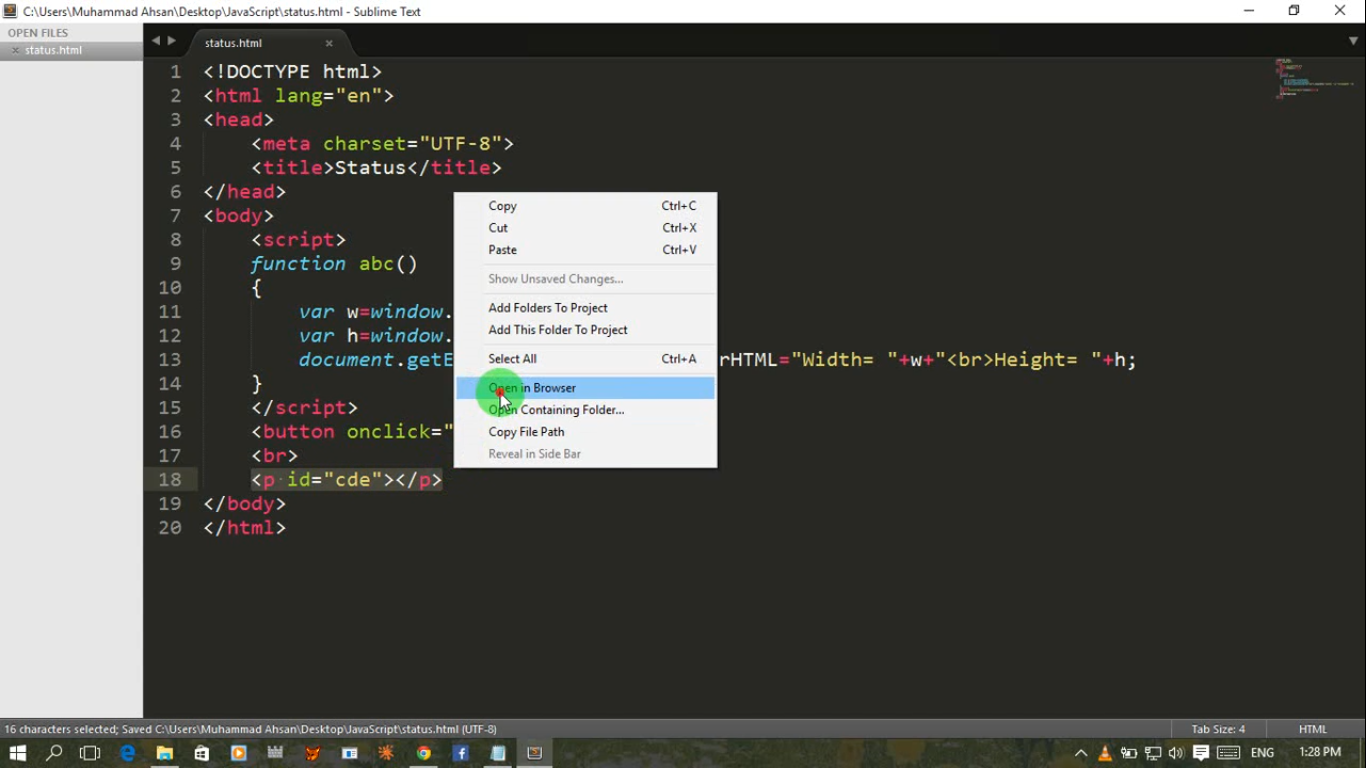 C:\Users\Muhammad Ahsan\Desktop\JavaScript\status.html - Sublime Text
OPEN FILES
status.html
status.html
1 <!DOCTYPE html>
2 <html lang="en">
3 <head>
4 <meta charset="UTF-8">
5 <title>Status</title>
6 </head>
7 <body>
8 <script>
9 function abc()
10 {
11 var w=window.
12 var h=window.
13 document.getE rHTML="Width= "+w+"<br>Height= "+h;
14 }
15 </script>
16 <button onclick="
17 <br>
18 <p id="cde"></p>
19 </body>
20 </html>
Copy Ctrl+C
Cut Ctrl+X
Paste Ctrl+V
Show Unsaved Changes...
Add Folders To Project
Add This Folder To Project
Select All Ctrl+A
Open in Browser
Open Containing Folder...
Copy File Path
Reveal in Side Bar
16 characters selected; Saved C:\Users\Muhammad Ahsan\Desktop\JavaScript\status.html (UTF-8)
Tab Size: 4
HTML
ENG
1:28 PM